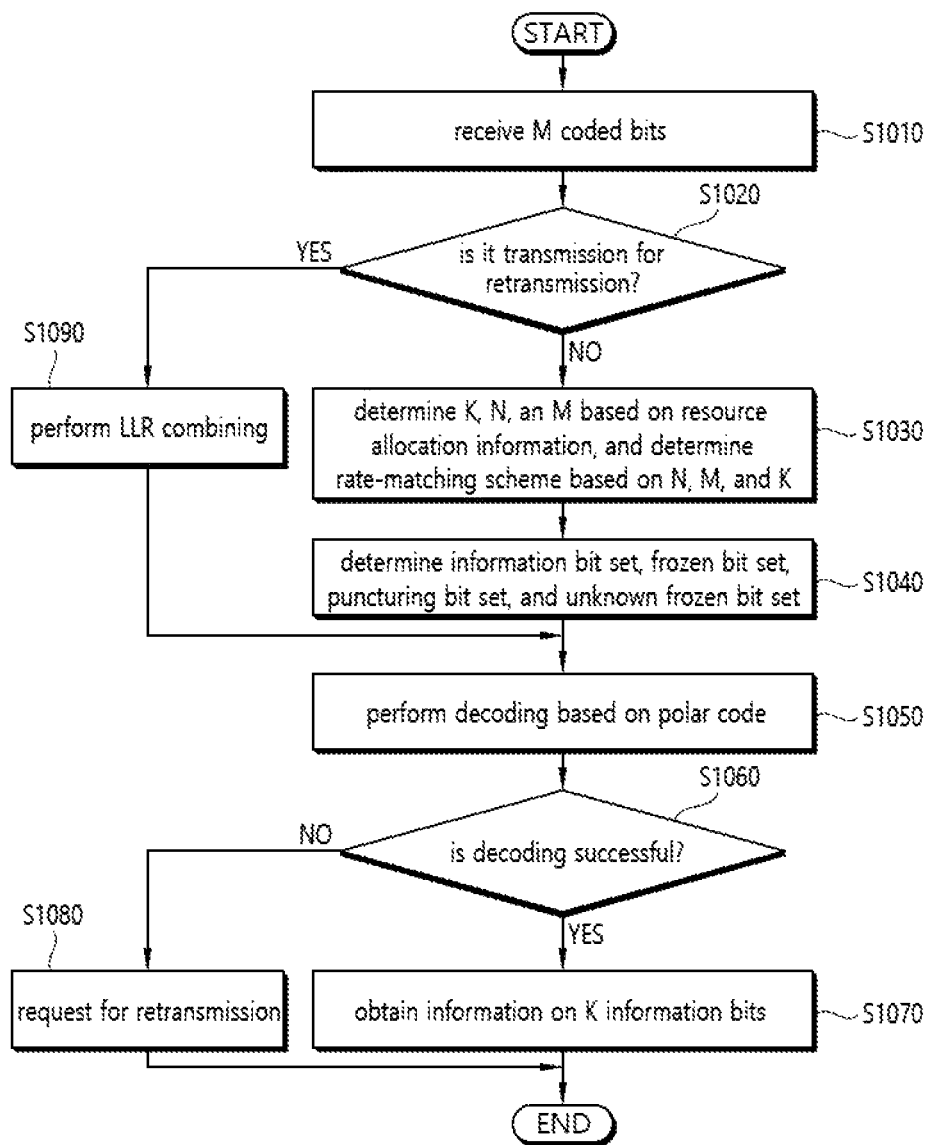 START
receive M coded bits
S1010
S1020
is it transmission for
retransmission?
YES
NO
S1090
perform LLR combining
determine K, N, an M based on resource
allocation information, and determine
rate-matching scheme based on N, M, and K
S1030
determine information bit set, frozen bit set,
puncturing bit set, and unknown frozen bit set
S1040
perform decoding based on polar code
S1050
S1060
is decoding successful?
NO
YES
S1080
request for retransmission
obtain information on K information bits
S1070
END